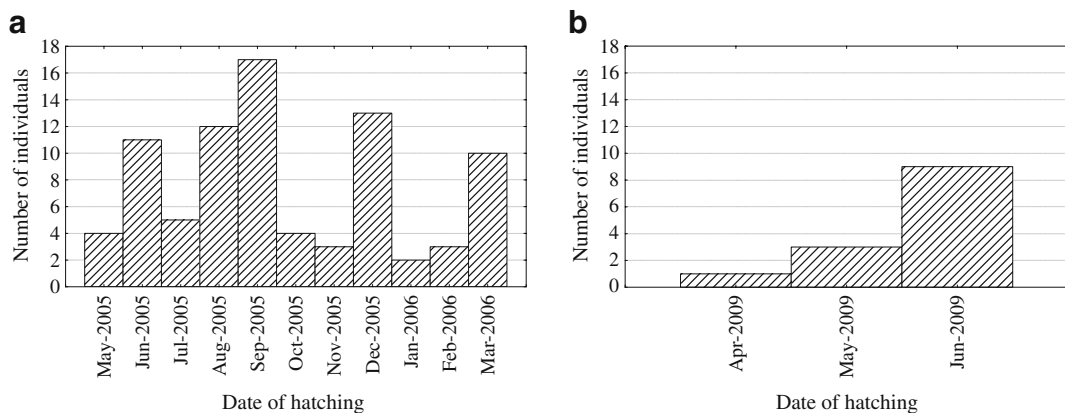 a
Number of individuals
18
16
14
12
10
8
6
4
2
0
May-2005
Jun-2005
Jul-2005
Aug-2005
Sep-2005
Oct-2005
Nov-2005
Dec-2005
Jan-2006
Feb-2006
Mar-2006
Date of hatching
b
Number of individuals
18
16
14
12
10
8
6
4
2
0
Apr-2009
May-2009
Jun-2009
Date of hatching